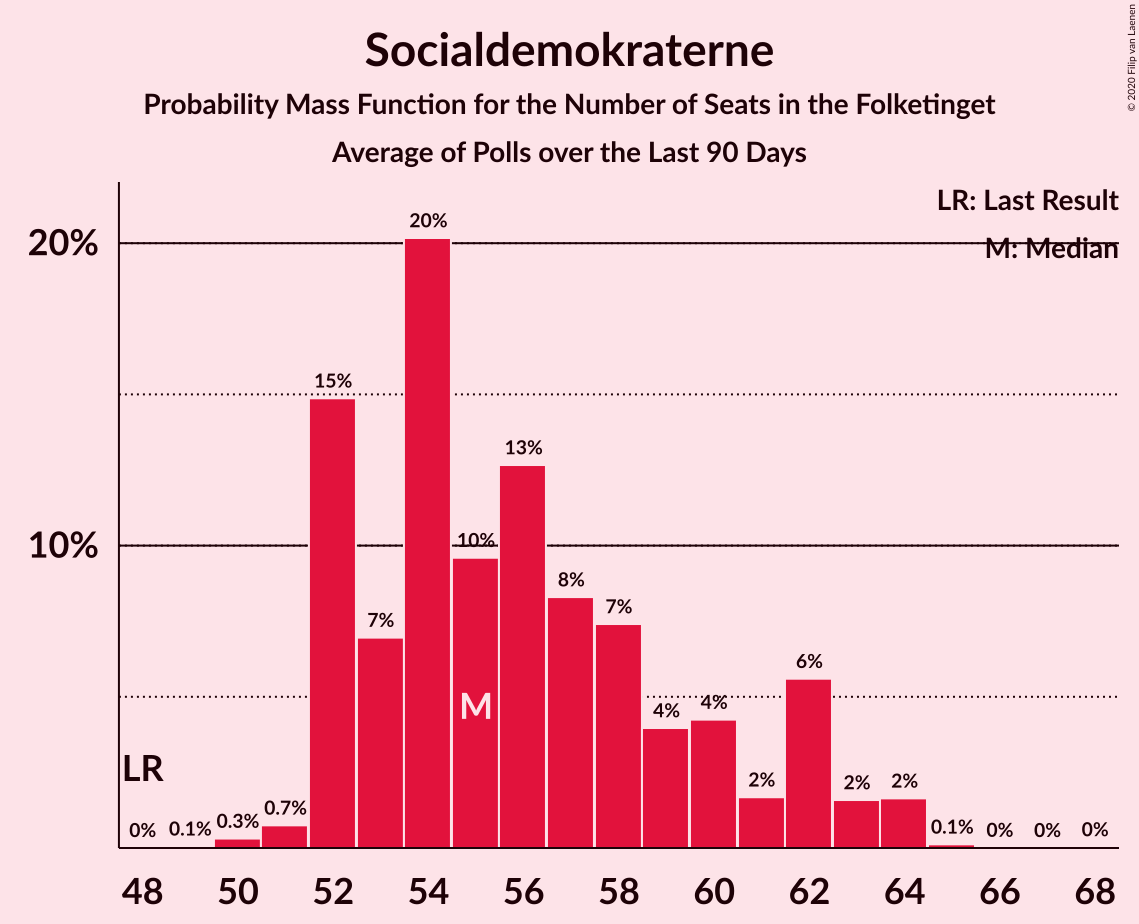 Socialdemokraterne
Probability Mass Function for the Number of Seats in the Folketinget
Average of Polls over the Last 90 Days
© 2020 Filip van Laenen
LR: Last Result
M: Median
20%
10%
0%
0.1%
0.3%
0.7%
15%
7%
20%
10%
13%
8%
7%
4%
4%
2%
6%
2%
2%
0.1%
0%
0%
0%
LR
M
48 50 52 54 56 58 60 62 64 66 68